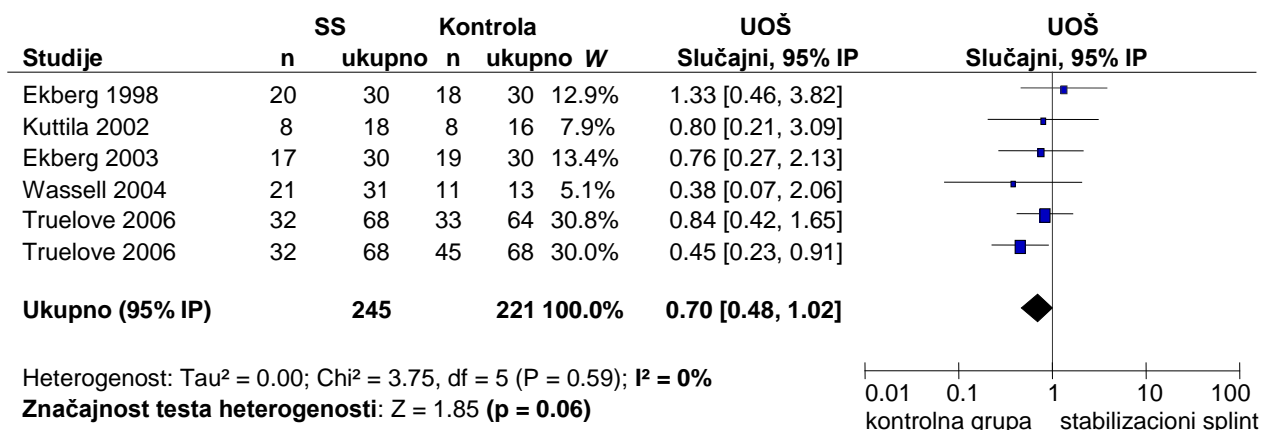 SS Kontrola UOŠ UOŠ
Studije n ukupno n ukupno W Slučajni, 95% IP Slučajni, 95% IP
Ekberg 1998 20 30 18 30 12.9% 1.33 [0.46, 3.82]
Kuttila 2002 8 18 8 16 7.9% 0.80 [0.21, 3.09]
Ekberg 2003 17 30 19 30 13.4% 0.76 [0.27, 2.13]
Wassell 2004 21 31 11 13 5.1% 0.38 [0.07, 2.06]
Truelove 2006 32 68 33 64 30.8% 0.84 [0.42, 1.65]
Truelove 2006 32 68 45 68 30.0% 0.45 [0.23, 0.91]
Ukupno (95% IP) 245 221 100.0% 0.70 [0.48, 1.02]
Heterogenost: Tau² = 0.00; Chi² = 3.75, df = 5 (P = 0.59); I² = 0%
Značajnost testa heterogenosti: Z = 1.85 (p = 0.06)
0.01 0.1 1 10 100
kontrolna grupa stabilizacioni splint